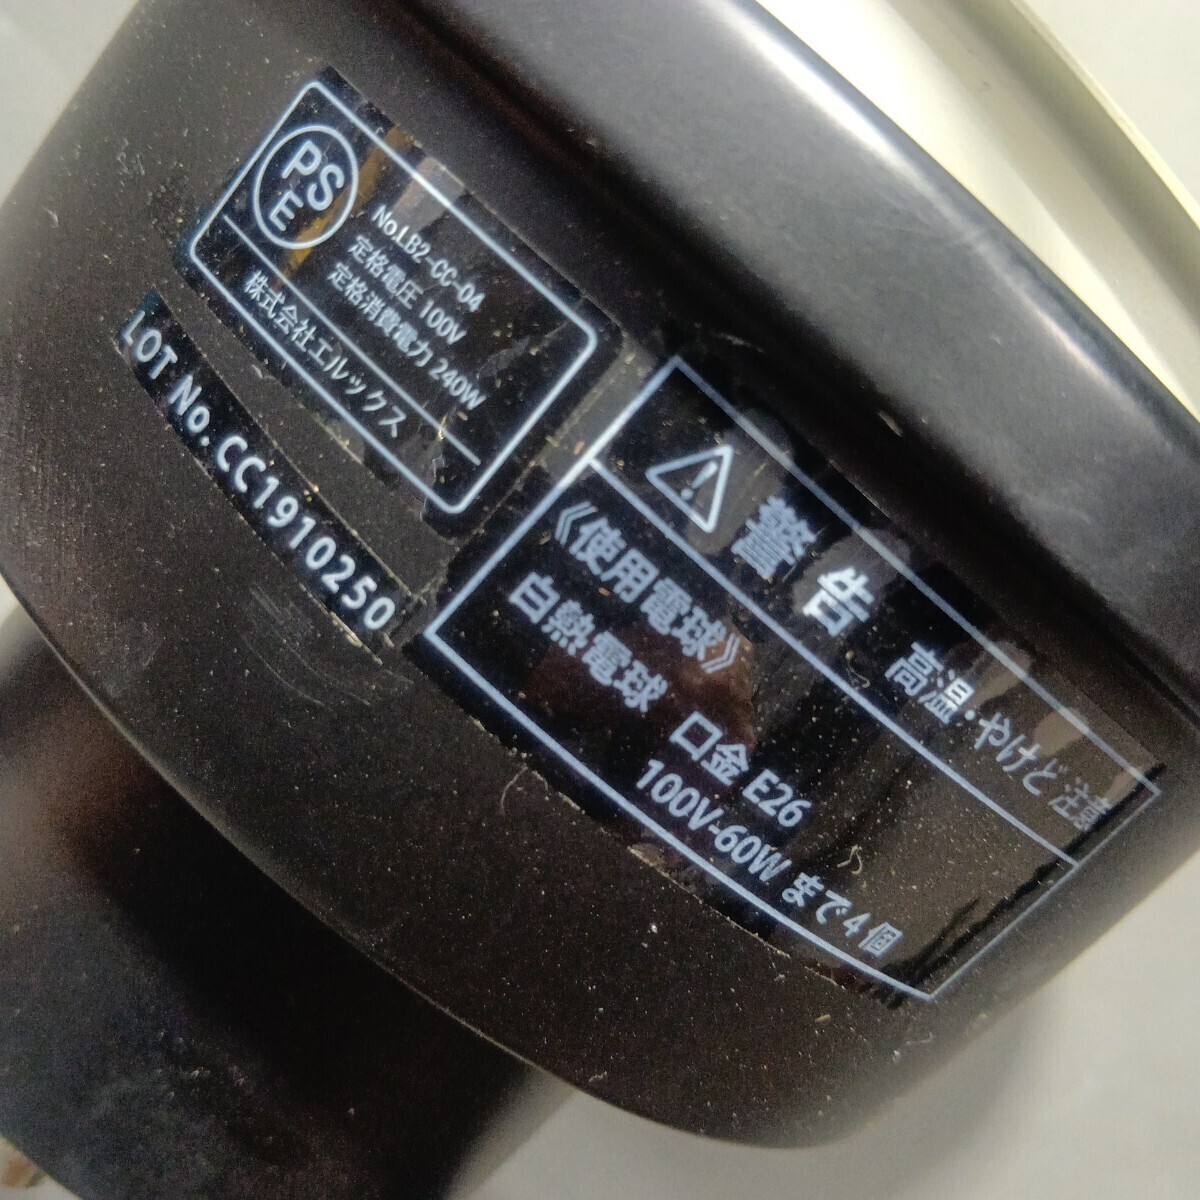 PSE
No.LB2-CC-04
定格電圧 100V
定格消費電力 240W
株式会社エルックス
LOT No. CC1910250
警告 高温・やけど注意
《使用電球》
白熱電球 口金 E26
100V-60W まで4個